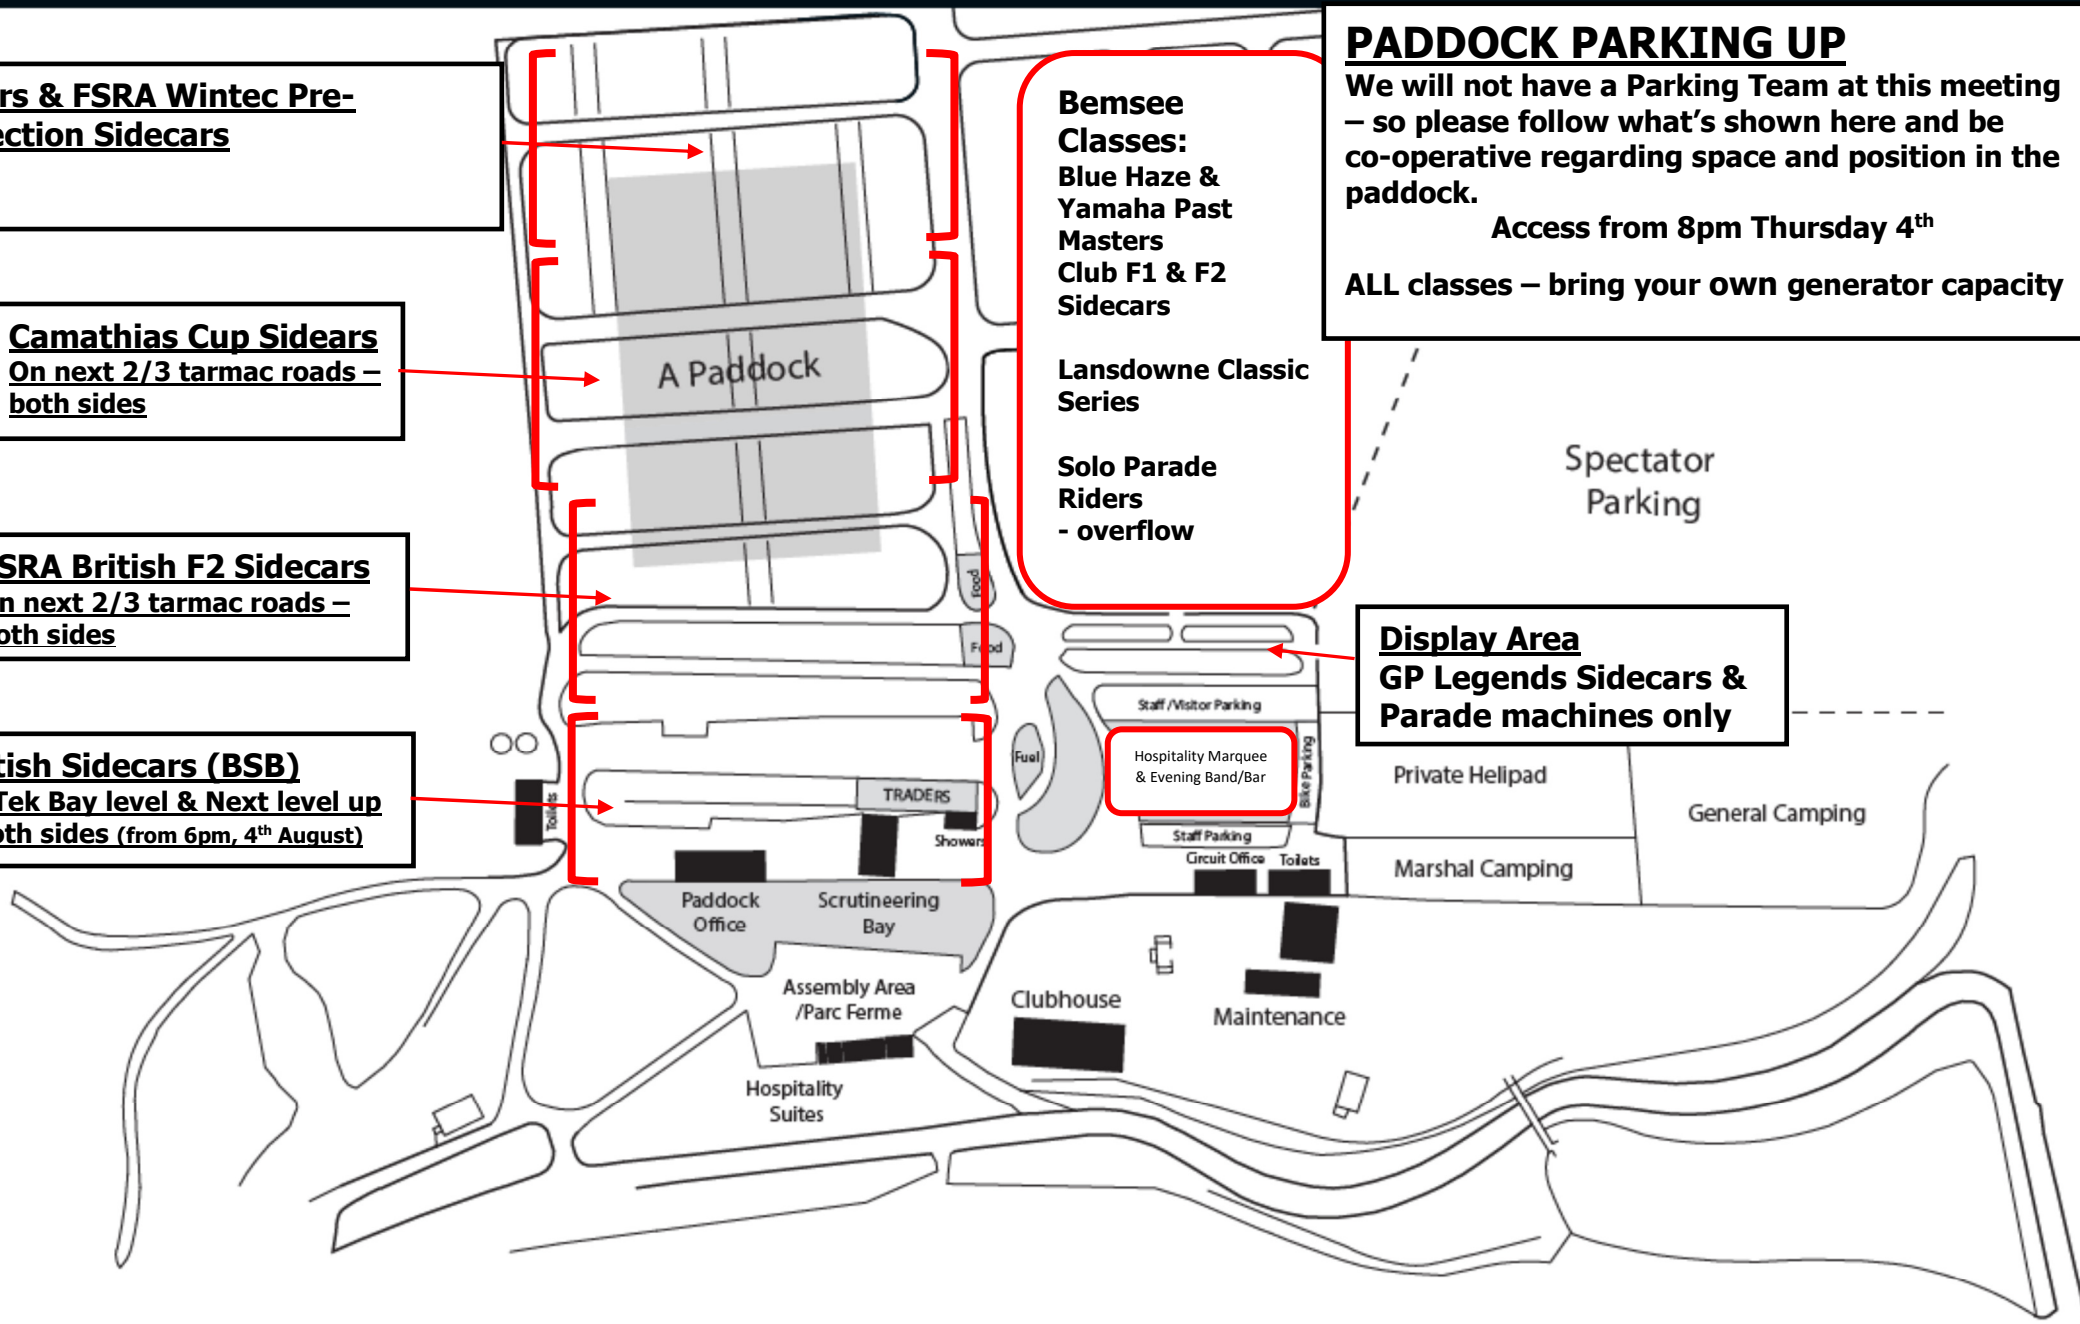 PADDOCK PARKING UP
We will not have a Parking Team at this meeting
– so please follow what's shown here and be
co-operative regarding space and position in the
paddock.
Access from 8pm Thursday 4th
ALL classes – bring your own generator capacity
& FSRA Wintec Pre-
Sidecars
Bemsee
Classes:
Blue Haze &
Yamaha Past
Masters
Club F1 & F2
Sidecars
Lansdowne Classic
Series
Solo Parade
Riders
- overflow
Camathias Cup Sidears
On next 2/3 tarmac roads –
both sides
A Paddock
Spectator
Parking
SRA British F2 Sidecars
n next 2/3 tarmac roads –
oth sides
Food
Food
Display Area
GP Legends Sidecars &
Parade machines only
Staff /Visitor Parking
Hospitality Marquee
& Evening Band/Bar
Bike Parking
Fuel
Private Helipad
General Camping
tish Sidecars (BSB)
Tek Bay level & Next level up
oth sides (from 6pm, 4th August)
Toilets
TRADERS
Showers
Staff Parking
Circuit Office
Toilets
Marshal Camping
Paddock
Office
Scrutineering
Bay
Assembly Area
/Parc Ferme
Clubhouse
Maintenance
Hospitality
Suites